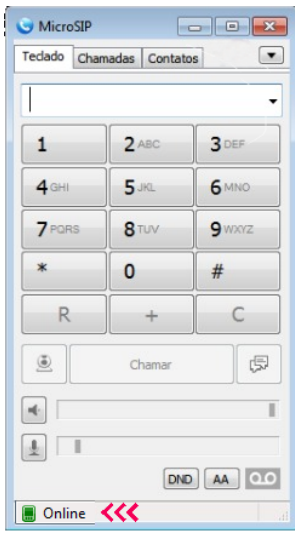 MicroSIP
Teclado Chamadas Contatos
1 2 ABC 3 DEF
4 GHI 5 JKL 6 MNO
7 PQRS 8 TUV 9 WXYZ
* 0 #
R + C
Chamar
DND AA
Online